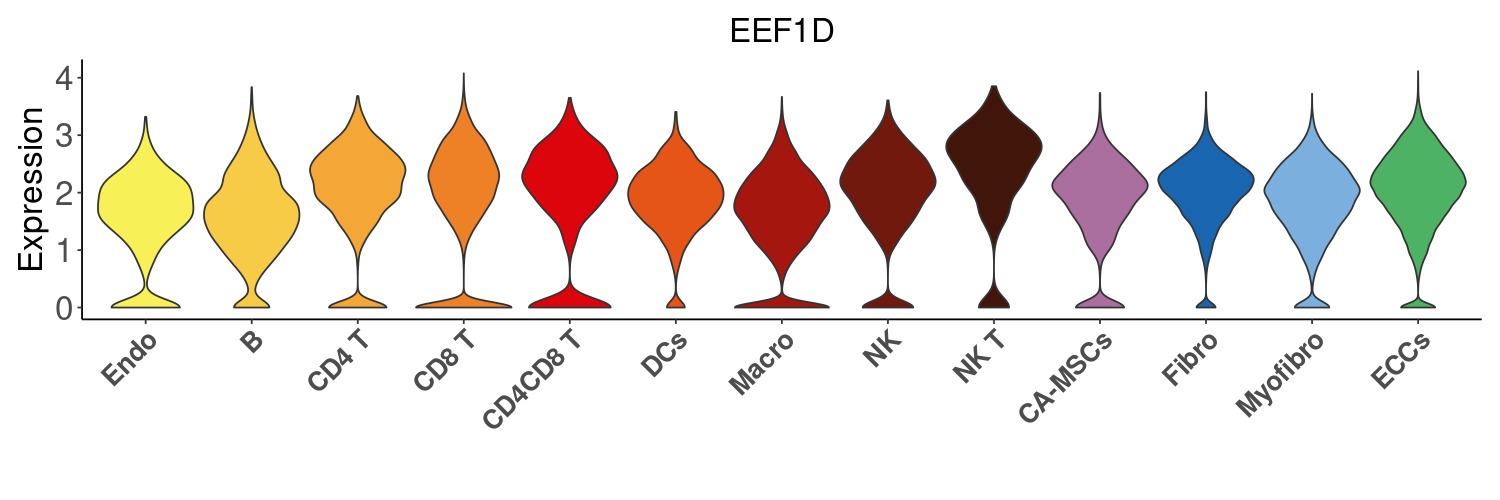 EEF1D
Expression
4
3
2
1
0
Endo
B
CD4 T
CD8 T
CD4CD8 T
DCs
Macro
NK
NK T
CA-MSCs
Fibro
Myofibro
ECCs